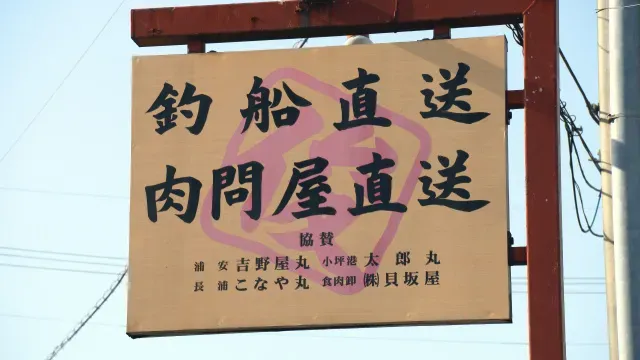 釣船直送
肉問屋直送
協賛
浦安 吉野屋丸 小坪港 太郎丸
長浦 こなや丸 食肉卸 ㈱貝坂屋